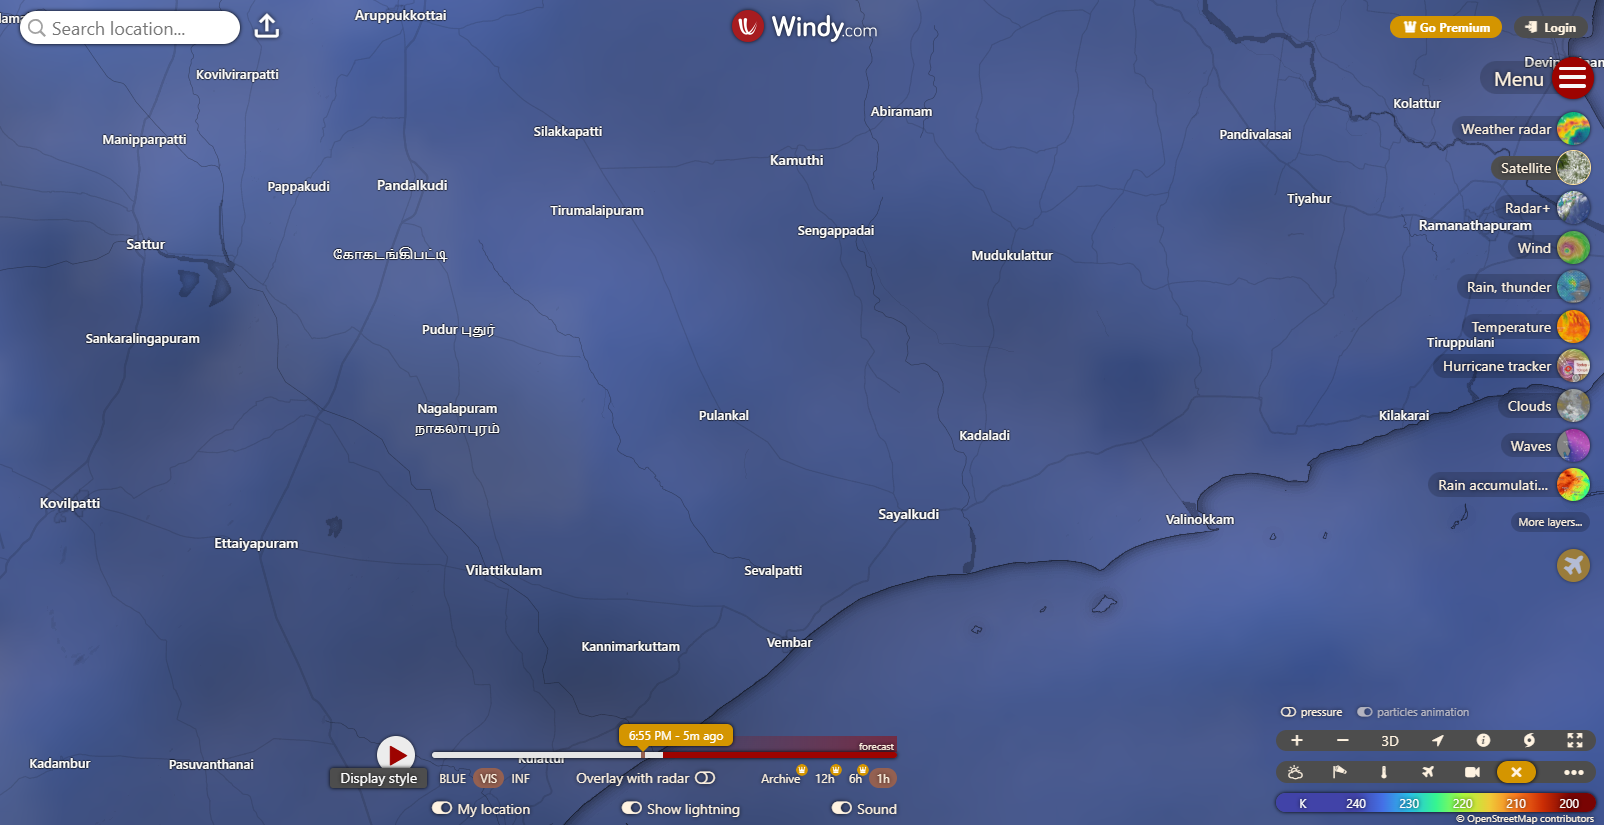 Aruppukkottai
Search location...
Windy.com
Go Premium
Login
Kovilvirarpatti
Menu
Kolattur
Abiramam
Manipparpatti
Silakkapatti
Pandivalasai
Weather radar
Kamuthi
Satellite
Pappakudi
Pandalkudi
Tirumalaipuram
Tiyahur
Radar+
Ramanathapuram
Sengappadai
Sattur
கோகடாங்கிபட்டி
Mudukulattur
Wind
Rain, thunder
Pudur புதுர்
Temperature
Sankaralingapuram
Tiruppulani
Hurricane tracker
Nagalapuram
நாகலாபுரம்
Pulankal
Clouds
Kilakarai
Kadaladi
Waves
Rain accumulati...
Kovilpatti
Sayalkudi
Valinokkam
More layers...
Ettaiyapuram
Vilattikulam
Sevalpatti
Kannimarkuttam
Vembar
pressure
particles animation
6:55 PM - 5m ago
forecast
3D
Kadambur
Pasuvanthanai
Display style
BLUE
VIS
INF
Overlay with radar
Archive
12h
6h
1h
My location
Show lightning
Sound
K 240 230 220 210 200
© OpenStreetMap contributors